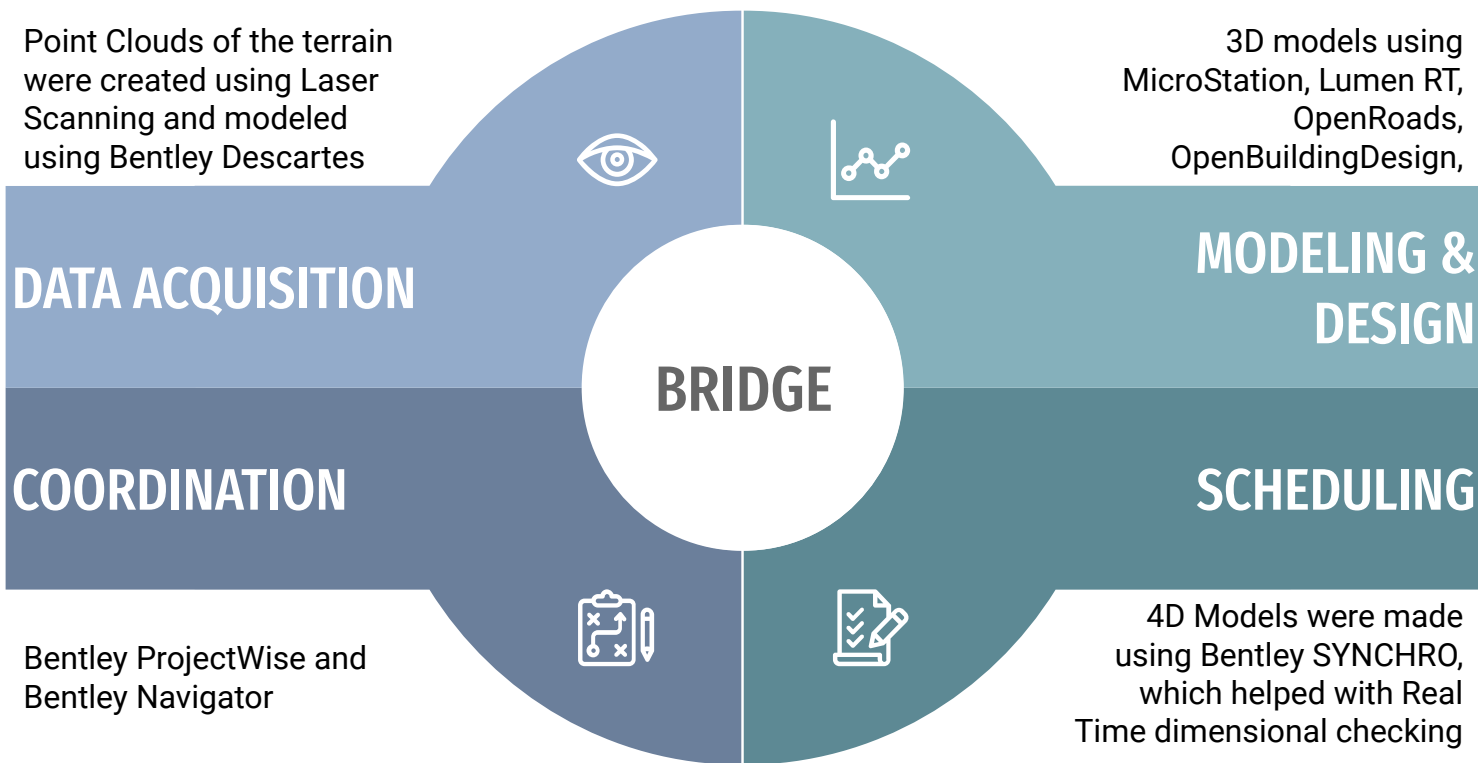 Point Clouds of the terrain
were created using Laser
Scanning and modeled
using Bentley Descartes
DATA ACQUISITION
3D models using
MicroStation, Lumen RT,
OpenRoads,
OpenBuildingDesign,
MODELING &
DESIGN
BRIDGE
COORDINATION
Bentley ProjectWise and
Bentley Navigator
SCHEDULING
4D Models were made
using Bentley SYNCHRO,
which helped with Real
Time dimensional checking